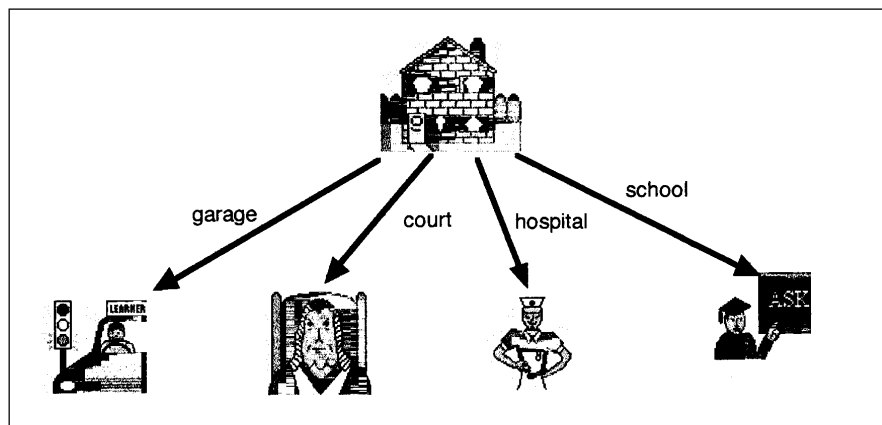 school
garage
court
hospital
LEARNER
ASK